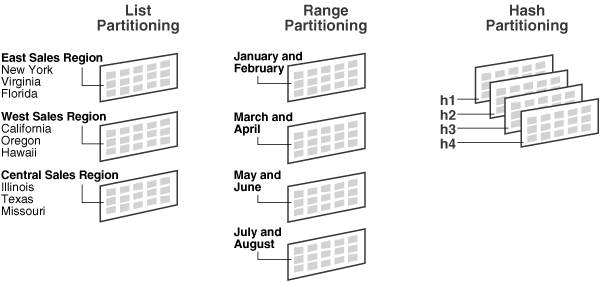 List
Partitioning
East Sales Region
New York
Virginia
Florida
West Sales Region
California
Oregon
Hawaii
Central Sales Region
Illinois
Texas
Missouri
Range
Partitioning
January and
February
March and
April
May and
June
July and
August
Hash
Partitioning
h1
h2
h3
h4